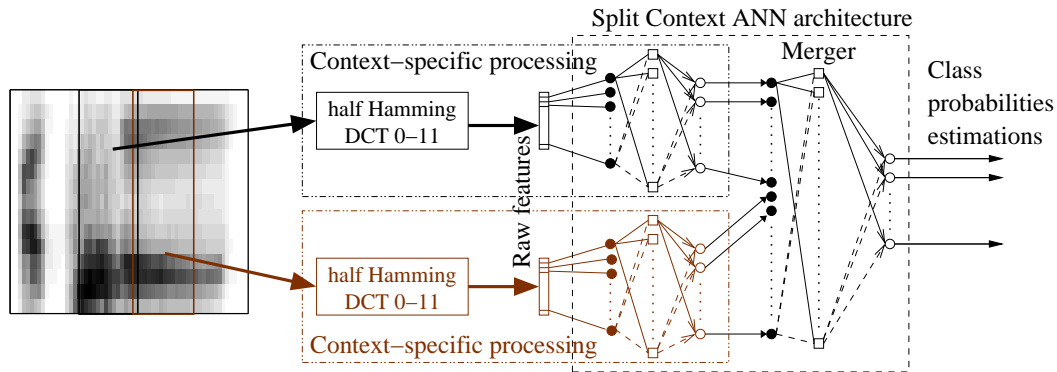 Split Context ANN architecture
Context−specific processing
Merger
half Hamming
DCT 0−11
Class
probabilities
estimations
Raw features
half Hamming
DCT 0−11
Context−specific processing